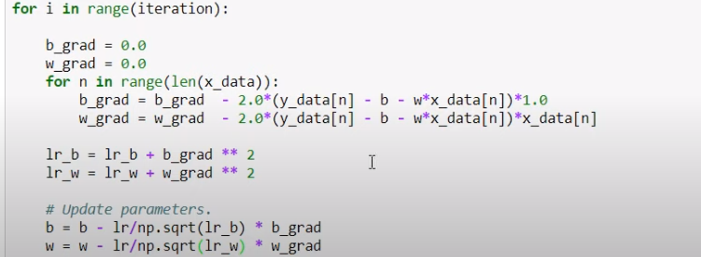 for i in range(iteration):
b_grad = 0.0
w_grad = 0.0
for n in range(len(x_data)):
b_grad = b_grad - 2.0*(y_data[n] - b - w*x_data[n])*1.0
w_grad = w_grad - 2.0*(y_data[n] - b - w*x_data[n])*x_data[n]
lr_b = lr_b + b_grad ** 2
lr_w = lr_w + w_grad ** 2
# Update parameters.
b = b - lr/np.sqrt(lr_b) * b_grad
w = w - lr/np.sqrt(lr_w) * w_grad